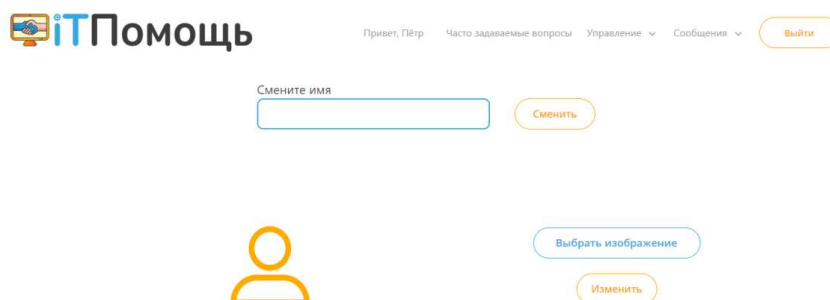 iTПомощь
Привет, Пётр Часто задаваемые вопросы Управление Сообщения Выйти
Смените имя
Сменить
Выбрать изображение
Изменить